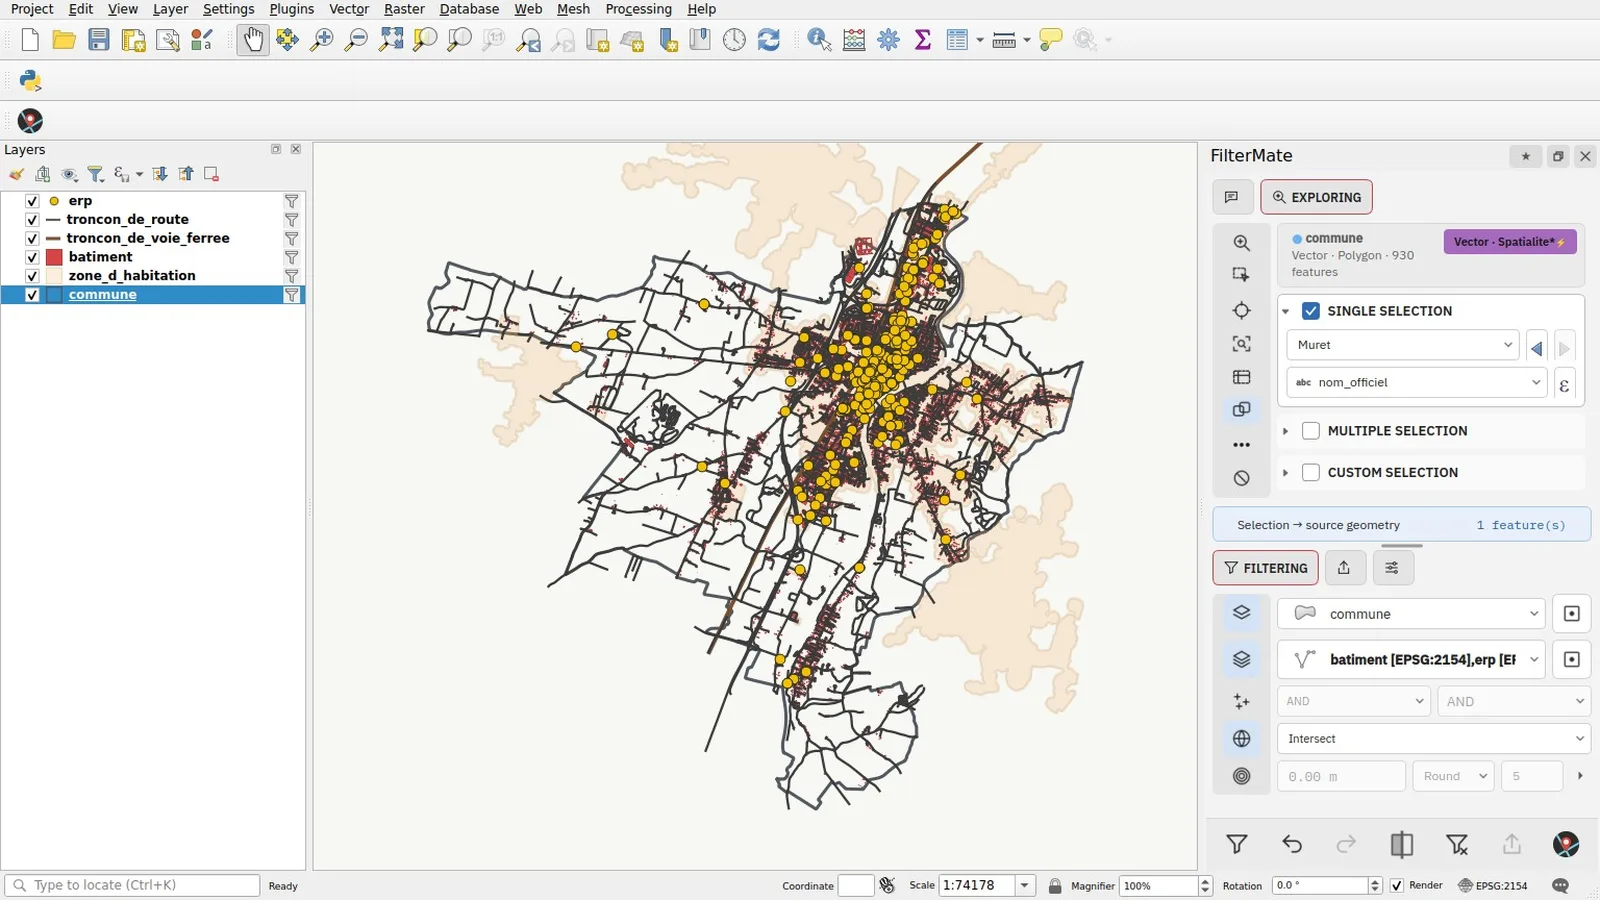 Project Edit View Layer Settings Plugins Vector Raster Database Web Mesh Processing Help
Layers
erp
troncon_de_route
troncon_de_voie_ferree
batiment
zone_d_habitation
commune
FilterMate
EXPLORING
commune
Vector · Polygon · 930
features
Vector · Spatialite*⚡
SINGLE SELECTION
Muret
abc nom_officiel
ε
MULTIPLE SELECTION
CUSTOM SELECTION
Selection → source geometry 1 feature(s)
FILTERING
commune
batiment [EPSG:2154],erp [EF
AND AND
Intersect
0.00 m Round 5
Type to locate (Ctrl+K) Ready Coordinate Scale 1:74178 Magnifier 100% Rotation 0.0 ° Render EPSG:2154